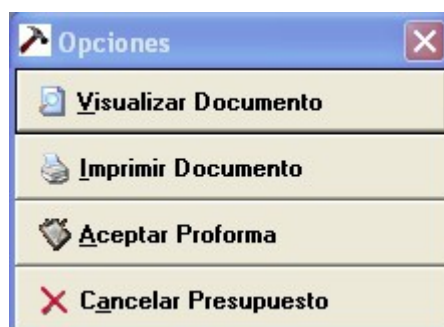 Opciones
Visualizar Documento
Imprimir Documento
Aceptar Proforma
Cancelar Presupuesto